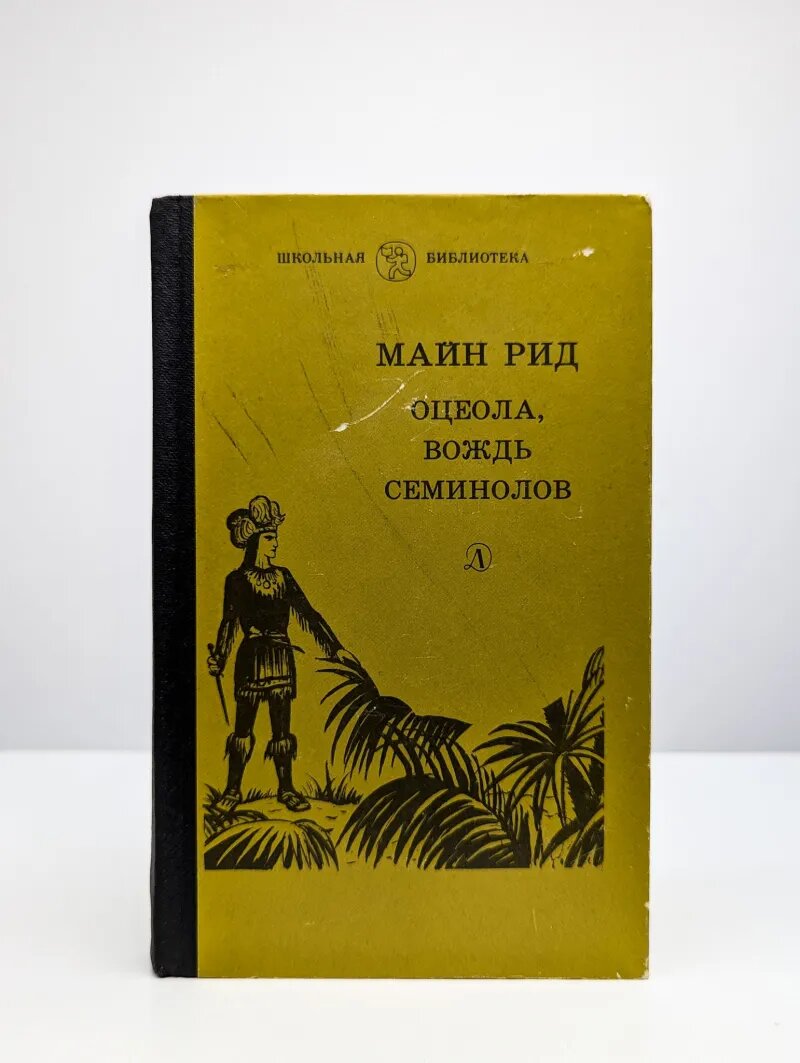 ШКОЛЬНАЯ БИБЛИОТЕКА
МАЙН РИД
ОЦЕОЛА,
ВОЖДЬ
СЕМИНОЛОВ
Д